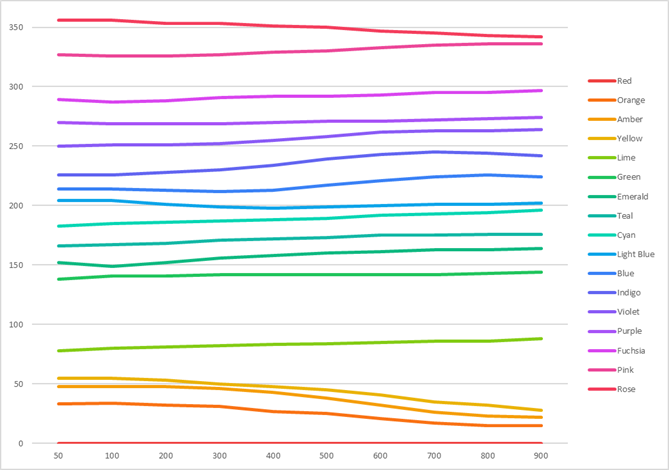 350
300
250
200
150
100
50
0
50 100 200 300 400 500 600 700 800 900
Red
Orange
Amber
Yellow
Lime
Green
Emerald
Teal
Cyan
Light Blue
Blue
Indigo
Violet
Purple
Fuchsia
Pink
Rose